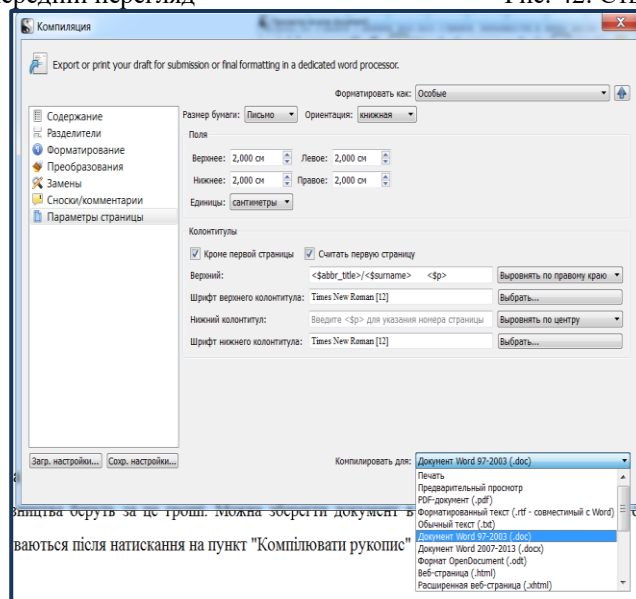 Рис. 42. Ст
Компиляция
Export or print your draft for submission or final formatting in a dedicated word processor.
Форматировать как: Особые
Содержание
Разделители
Форматирование
Преобразования
Замены
Сноски/комментарии
Параметры страницы
Размер бумаги: Письмо Ориентация: книжная
Поля
Верхнее: 2,000 см Левое: 2,000 см
Нижнее: 2,000 см Правое: 2,000 см
Единицы: сантиметры
Колонтитулы
Кроме первой страницы Считать первую страницу
Верхний: <$abbr_title>/<$surname> <$p> Выровнять по правому краю
Шрифт верхнего колонтитула: Times New Roman [12] Выбрать...
Нижний колонтитул: Введите <$p> для указания номера страницы Выровнять по центру
Шрифт нижнего колонтитула: Times New Roman [12] Выбрать...
Загр. настройки... Сохр. настройки...
Компилировать для: Документ Word 97-2003 (.doc)
Печать
Предварительный просмотр
PDF-документ (.pdf)
Форматированный текст (.rtf - совместимый с Word)
Обычный текст (.txt)
Документ Word 97-2003 (.doc)
Документ Word 2007-2013 (.docx)
Формат OpenDocument (.odt)
Веб-страница (.html)
Расширенная веб-страница (.xhtml)
беруть за це гроші. Можна зберегти документ в
ваються після натискання на пункт "Компілювати рукопис"